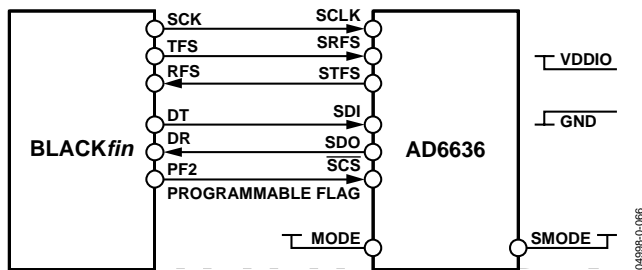 SCK SCLK
TFS SRFS
RFS STFS
VDDIO
DT SDI
GND
DR SDO
BLACKfin AD6636
PF2 SCS
PROGRAMMABLE FLAG
MODE SMODE
04998-0-066